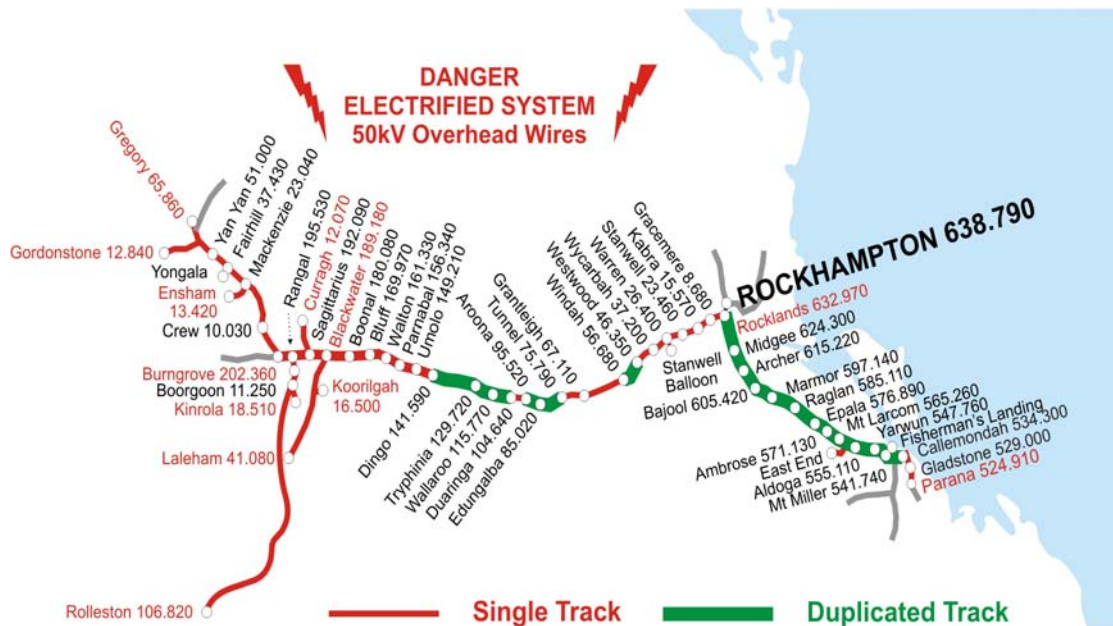 DANGER
ELECTRIFIED SYSTEM
50kV Overhead Wires
Gregory 65.860
Yan Yan 51.000
Fairhill 37.430
Mackenzie 23.040
Gordonstone 12.840
Yongala
Ensham
13.420
Crew 10.030
Rangal 195.530
Curragh 12.070
Sagittarius 192.090
Blackwater 189.180
Boonal 180.080
Bluff 169.970
Walton 161.330
Parnabal 156.340
Umolo 149.210
Burngrove 202.360
Boorgoon 11.250
Kinrola 18.510
Koorilgah
16.500
Laleham 41.080
Rolleston 106.820
Dingo 141.590
Tryphinia 129.720
Wallaroo 115.770
Duaringa 104.640
Edungalba 85.020
Aroona 95.520
Tunnel 75.790
Grantleigh 67.110
Windah 56.680
Westwood 46.350
Wycarbah 37.200
Warren 26.400
Stanwell 23.460
Kabra 15.570
Gracemere 8.680
Stanwell
Balloon
ROCKHAMPTON 638.790
Rocklands 632.970
Midgee 624.300
Archer 615.220
Bajool 605.420
Marmor 597.140
Raglan 585.110
Epala 576.890
Mt Larcom 565.260
Yarwun 547.760
Fisherman's Landing
Callemondah 534.300
Gladstone 529.000
Parana 524.910
Ambrose 571.130
East End
Aldoga 555.110
Mt Miller 541.740
Single Track
Duplicated Track